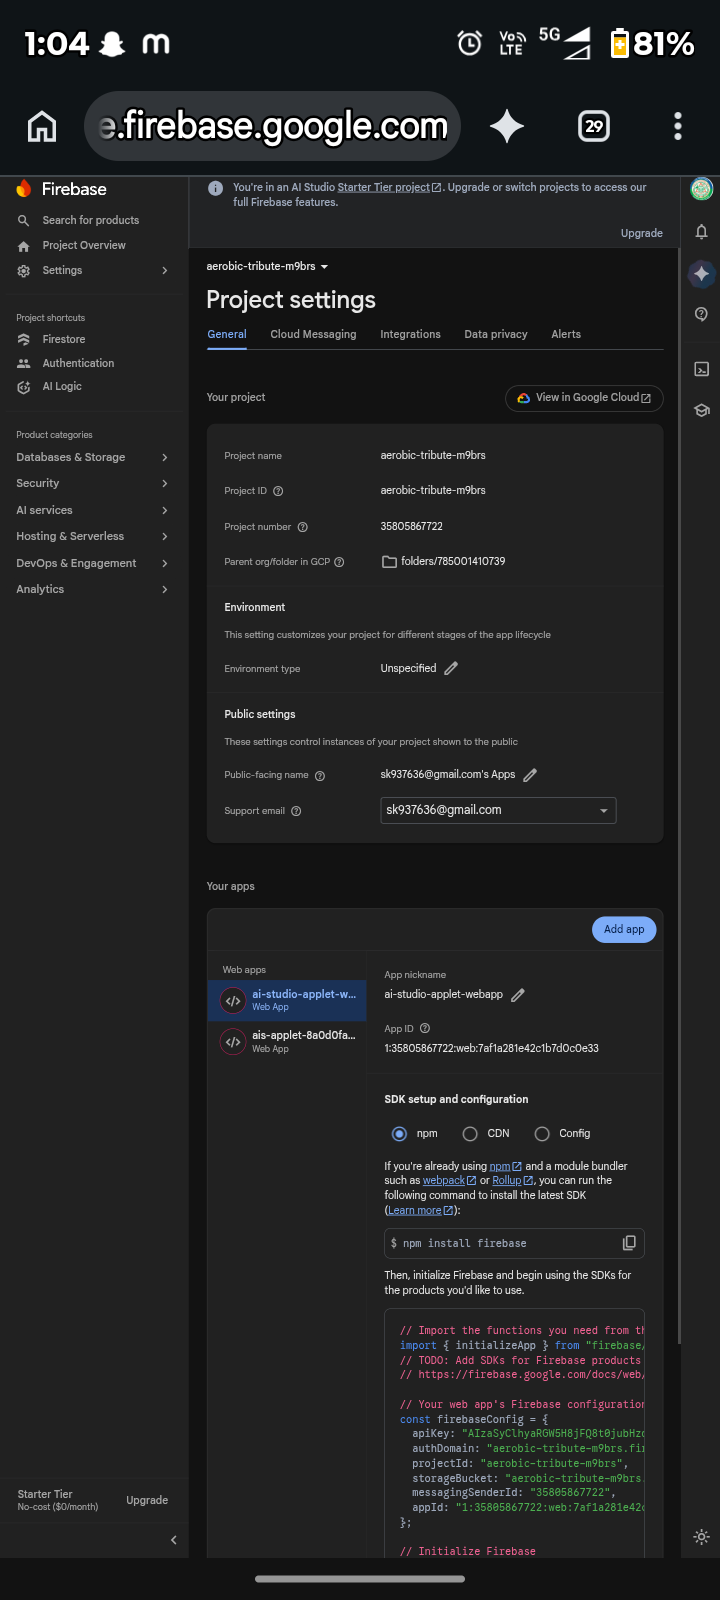 1:04
Vo LTE
5G
81%
e.firebase.google.com
29
Firebase
Search for products
Project Overview
Settings
Project shortcuts
Firestore
Authentication
AI Logic
Product categories
Databases & Storage
Security
AI services
Hosting & Serverless
DevOps & Engagement
Analytics
Starter Tier
No-cost ($0/month)
Upgrade
You're in an AI Studio Starter Tier project. Upgrade or switch projects to access our
full Firebase features.
Upgrade
aerobic-tribute-m9brs
Project settings
General Cloud Messaging Integrations Data privacy Alerts
Your project
View in Google Cloud
Project name aerobic-tribute-m9brs
Project ID aerobic-tribute-m9brs
Project number 35805867722
Parent org/folder in GCP folders/785001410739
Environment
This setting customizes your project for different stages of the app lifecycle
Environment type Unspecified
Public settings
These settings control instances of your project shown to the public
Public-facing name sk937636@gmail.com's Apps
Support email sk937636@gmail.com
Your apps
Add app
Web apps
ai-studio-applet-w...
Web App
ais-applet-8a0d0fa...
Web App
App nickname
ai-studio-applet-webapp
App ID
1:35805867722:web:7af1a281e42c1b7d0c0e33
SDK setup and configuration
npm CDN Config
If you're already using npm and a module bundler
such as webpack or Rollup, you can run the
following command to install the latest SDK
(Learn more):
$ npm install firebase
Then, initialize Firebase and begin using the SDKs for
the products you'd like to use.
// Import the functions you need from th
import { initializeApp } from "firebase/
// TODO: Add SDKs for Firebase products
// https://firebase.google.com/docs/web/
// Your web app's Firebase configuration
const firebaseConfig = {
apiKey: "AIzaSyClhyaRGW5H8jFQ8t0jubHzc
authDomain: "aerobic-tribute-m9brs.fir
projectId: "aerobic-tribute-m9brs",
storageBucket: "aerobic-tribute-m9brs.
messagingSenderId: "35805867722",
appId: "1:35805867722:web:7af1a281e42c
};
// Initialize Firebase